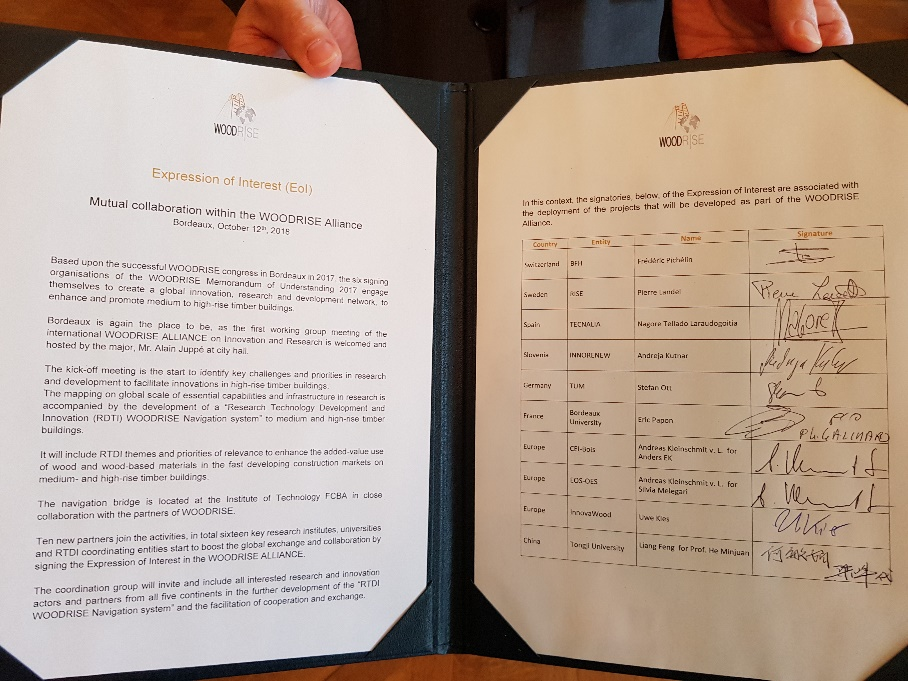 WOODRISE
Expression of Interest (EoI)
Mutual collaboration within the WOODRISE Alliance
Bordeaux, October 12th, 2018
Based upon the successful WOODRISE congress in Bordeaux in 2017, the six signing
organisations of the WOODRISE Memorandum of Understanding 2017 engage
themselves to create a global innovation, research and development network, to
enhance and promote medium to high-rise timber buildings.
Bordeaux is again the place to be, as the first working group meeting of the
international WOODRISE ALLIANCE on Innovation and Research is welcomed and
hosted by the major, Mr. Alain Juppé at city hall.
The kick-off meeting is the start to identify key challenges and priorities in research
and development to facilitate innovations in high-rise timber buildings.
The mapping on global scale of essential capabilities and infrastructure in research is
accompanied by the development of a "Research Technology Development and
Innovation (RDTI) WOODRISE Navigation system" to medium and high-rise timber
buildings.
It will include RTDI themes and priorities of relevance to enhance the added-value use
of wood and wood-based materials in the fast developing construction markets on
medium- and high-rise timber buildings.
The navigation bridge is located at the Institute of Technology FCBA in close
collaboration with the partners of WOODRISE.
Ten new partners join the activities, in total sixteen key research institutes, universities
and RTDI coordinating entities start to boost the global exchange and collaboration by
signing the Expression of Interest in the WOODRISE ALLIANCE.
The coordination group will invite and include all interested research and innovation
actors and partners from all five continents in the further development of the "RTDI
WOODRISE Navigation system" and the facilitation of cooperation and exchange.
WOODRISE
In this context, the signatories, below, of the Expression of Interest are associated with
the deployment of the projects that will be developed as part of the WOODRISE
Alliance.
Country Entity Name Signature
Switzerland BFH Frédéric Pichelin
Sweden RISE Pierre Landel Pierre Landel
Spain TECNALIA Nagore Tellado Laraudogoitia NAGORE
Slovenia INNORENEW Andreja Kutnar Andreja Kutnar
Germany TUM Stefan Ott
France Bordeaux
University Eric Papon P/O
Ph. GALIMARD
Europe CEI-Bois Andreas Kleinschmit v. L. for
Anders EK
Europe LOS-OES Andreas Kleinschmit v. L. for
Silvia Melegari
Europe InnovaWood Uwe Kies
China Tongji University Liang Feng for Prof. He Minjuan